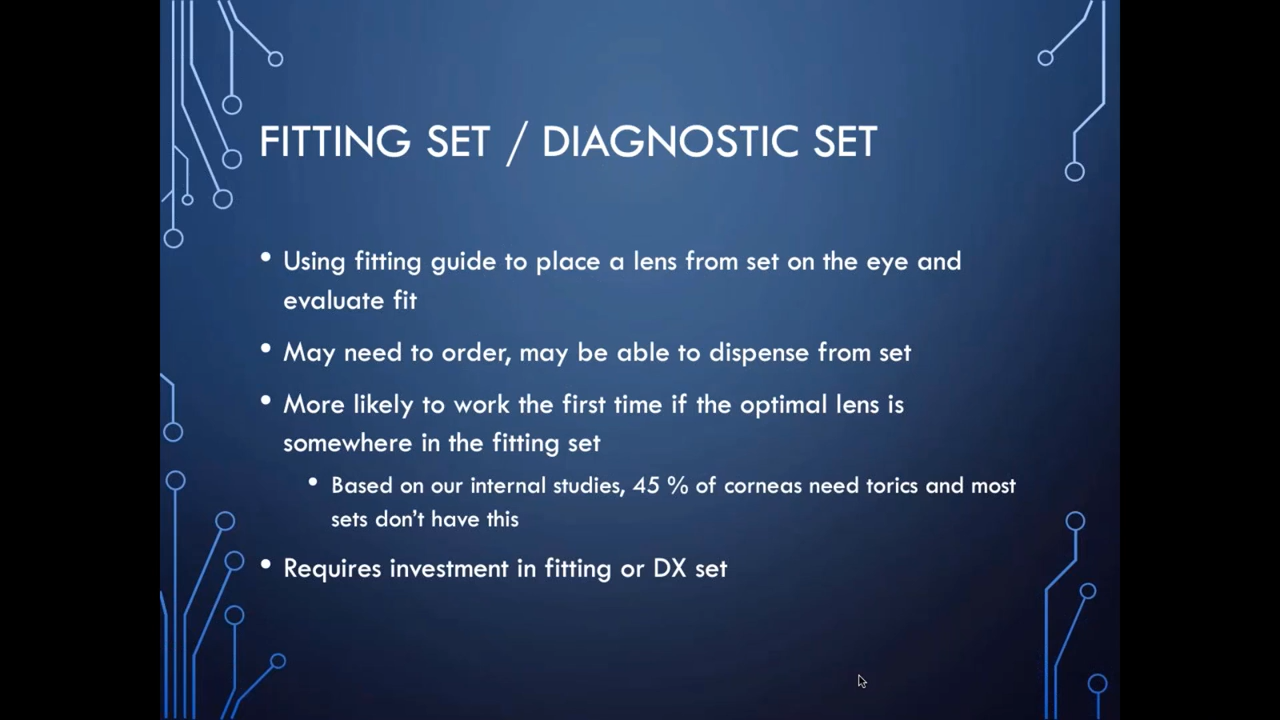 FITTING SET / DIAGNOSTIC SET
• Using fitting guide to place a lens from set on the eye and
evaluate fit
• May need to order, may be able to dispense from set
• More likely to work the first time if the optimal lens is
somewhere in the fitting set
• Based on our internal studies, 45 % of corneas need torics and most
sets don’t have this
• Requires investment in fitting or DX set